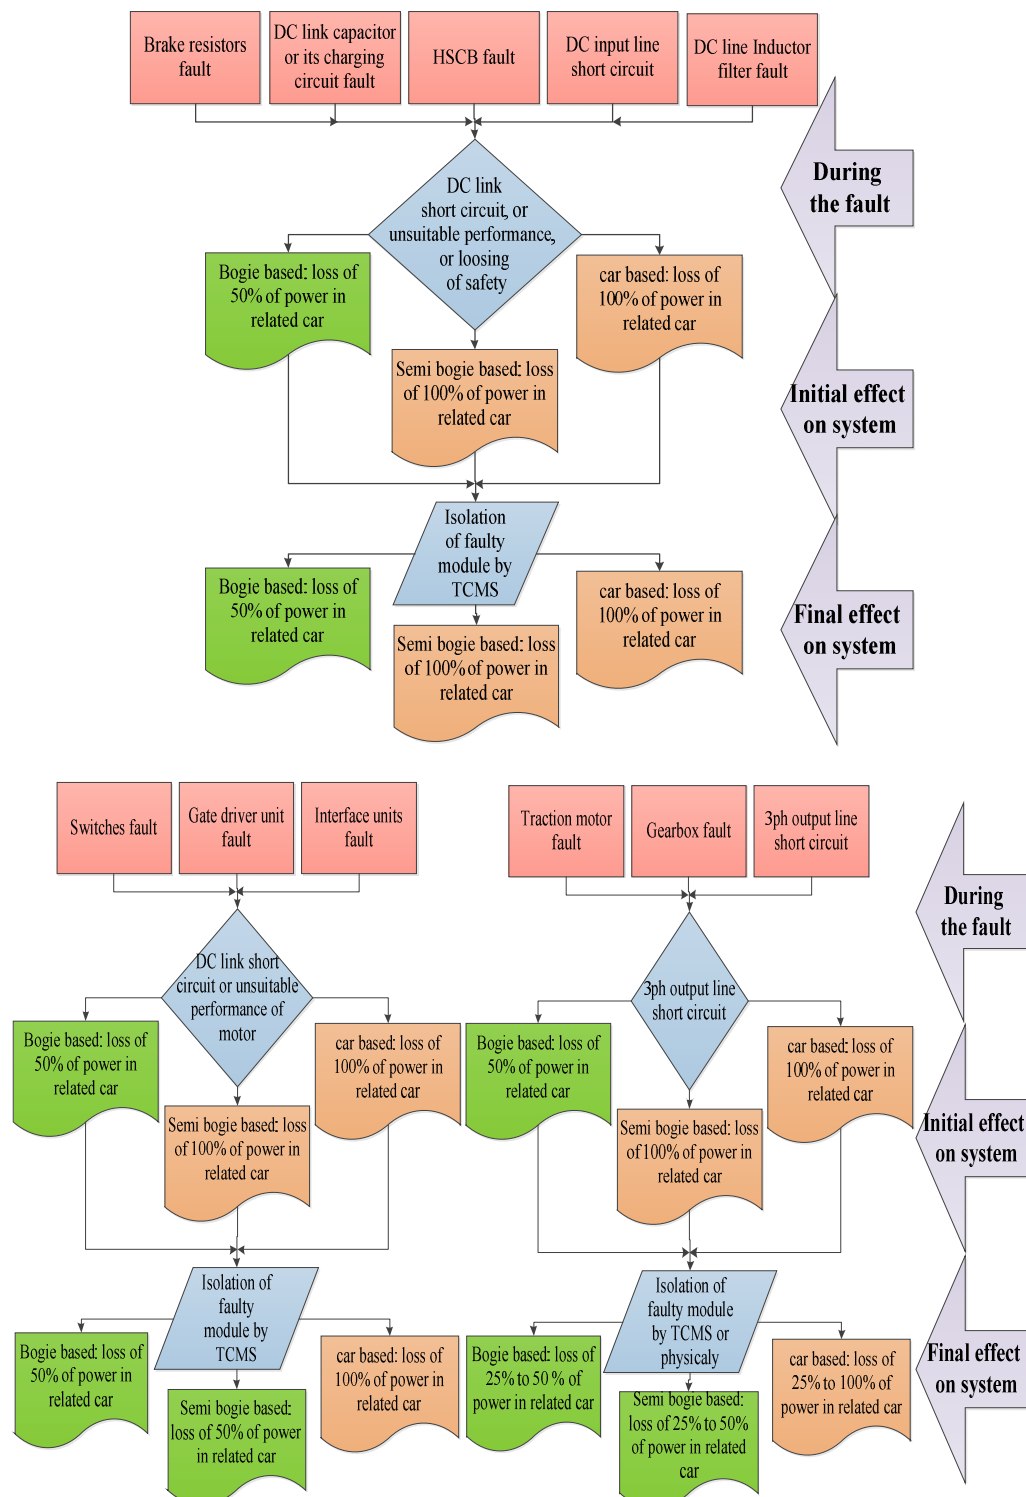 Brake resistors
fault
DC link capacitor
or its charging
circuit fault
HSCB fault
DC input line
short circuit
DC line Inductor
filter fault
During
the fault
DC link
short circuit, or
unsuitable performance,
or loosing
of safety
Bogie based: loss of
50% of power in
related car
car based: loss of
100% of power in
related car
Semi bogie based: loss
of 100% of power in
related car
Initial effect
on system
Isolation
of faulty
module by
TCMS
Bogie based: loss of
50% of power in
related car
car based: loss of
100% of power in
related car
Semi bogie based: loss
of 100% of power in
related car
Final effect
on system
Switches fault
Gate driver unit
fault
Interface units
fault
Traction motor
fault
Gearbox fault
3ph output line
short circuit
During
the fault
DC link short
circuit or unsuitable
performance of
motor
3ph output line
short circuit
Bogie based: loss of
50% of power in
related car
car based: loss of
100% of power in
related car
Semi bogie based: loss
of 100% of power in
related car
Bogie based: loss of
50% of power in
related car
car based: loss of
100% of power in
related car
Semi bogie based: loss
of 100% of power in
related car
Initial effect
on system
Isolation of
faulty
module by
TCMS
Isolation of
faulty module
by TCMS or
physicaly
Bogie based: loss of
50% of power in
related car
car based: loss of
100% of power in
related car
Semi bogie based:
loss of 50% of power
in related car
Bogie based: loss of
25% to 50 % of
power in related car
car based: loss of
25% to 100% of
power in related car
Semi bogie based:
loss of 25% to 50%
of power in related
car
Final effect
on system